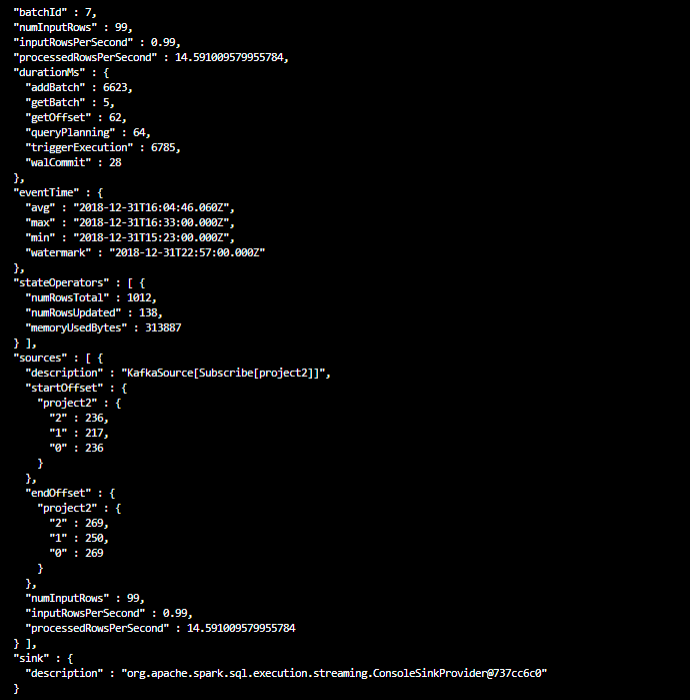 "batchId" : 7,
"numInputRows" : 99,
"inputRowsPerSecond" : 0.99,
"processedRowsPerSecond" : 14.591009579955784,
"durationMs" : {
"addBatch" : 6623,
"getBatch" : 5,
"getOffset" : 62,
"queryPlanning" : 64,
"triggerExecution" : 6785,
"walCommit" : 28
},
"eventTime" : {
"avg" : "2018-12-31T16:04:46.060Z",
"max" : "2018-12-31T16:33:00.000Z",
"min" : "2018-12-31T15:23:00.000Z",
"watermark" : "2018-12-31T22:57:00.000Z"
},
"stateOperators" : [ {
"numRowsTotal" : 1012,
"numRowsUpdated" : 138,
"memoryUsedBytes" : 313887
} ],
"sources" : [ {
"description" : "KafkaSource[Subscribe[project2]]",
"startOffset" : {
"project2" : {
"2" : 236,
"1" : 217,
"0" : 236
}
},
"endOffset" : {
"project2" : {
"2" : 269,
"1" : 250,
"0" : 269
}
},
"numInputRows" : 99,
"inputRowsPerSecond" : 0.99,
"processedRowsPerSecond" : 14.591009579955784
} ],
"sink" : {
"description" : "org.apache.spark.sql.execution.streaming.ConsoleSinkProvider@737cc6c0"
}